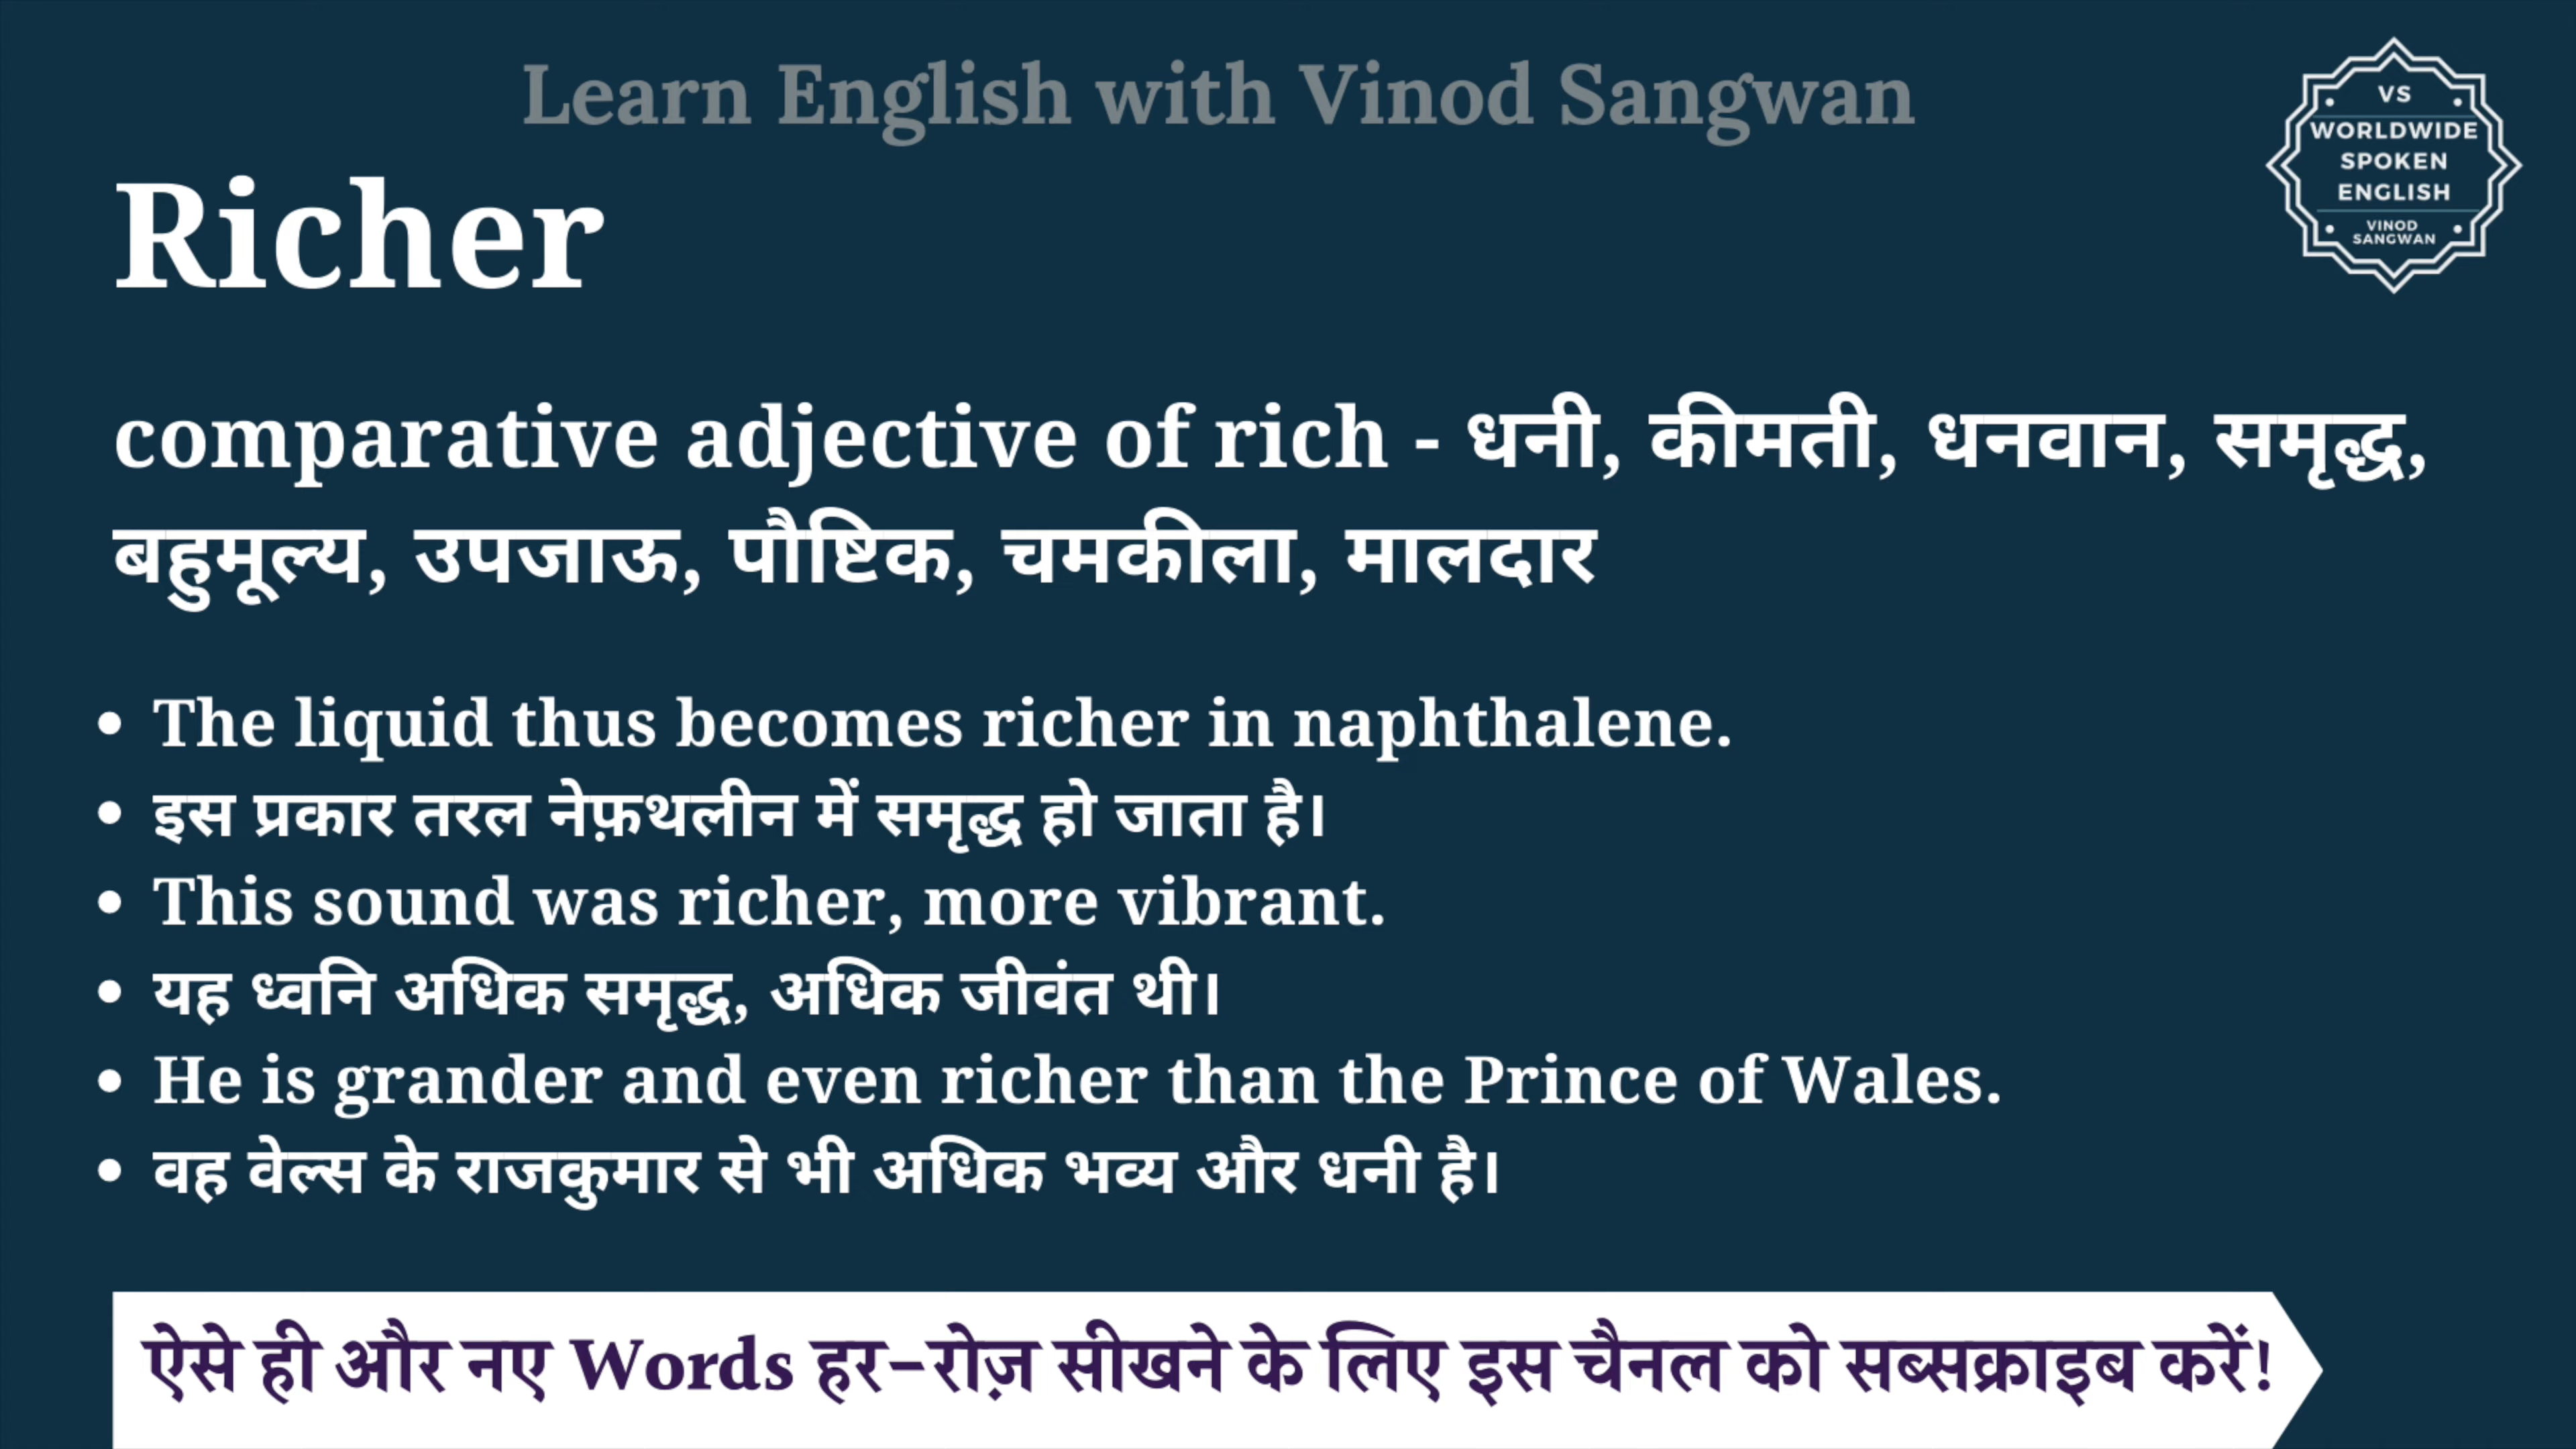 Learn English with Vinod Sangwan
VS
WORLDWIDE
SPOKEN
ENGLISH
VINOD
SANGWAN
Richer
comparative adjective of rich - धनी, कीमती, धनवान, समृद्ध,
बहुमूल्य, उपजाऊ, पौष्टिक, चमकीला, मालदार
• The liquid thus becomes richer in naphthalene.
• इस प्रकार तरल नेफ़थलीन में समृद्ध हो जाता है।
• This sound was richer, more vibrant.
• यह ध्वनि अधिक समृद्ध, अधिक जीवंत थी।
• He is grander and even richer than the Prince of Wales.
• वह वेल्स के राजकुमार से भी अधिक भव्य और धनी है।
ऐसे ही और नए Words हर-रोज़ सीखने के लिए इस चैनल को सब्सक्राइब करें!